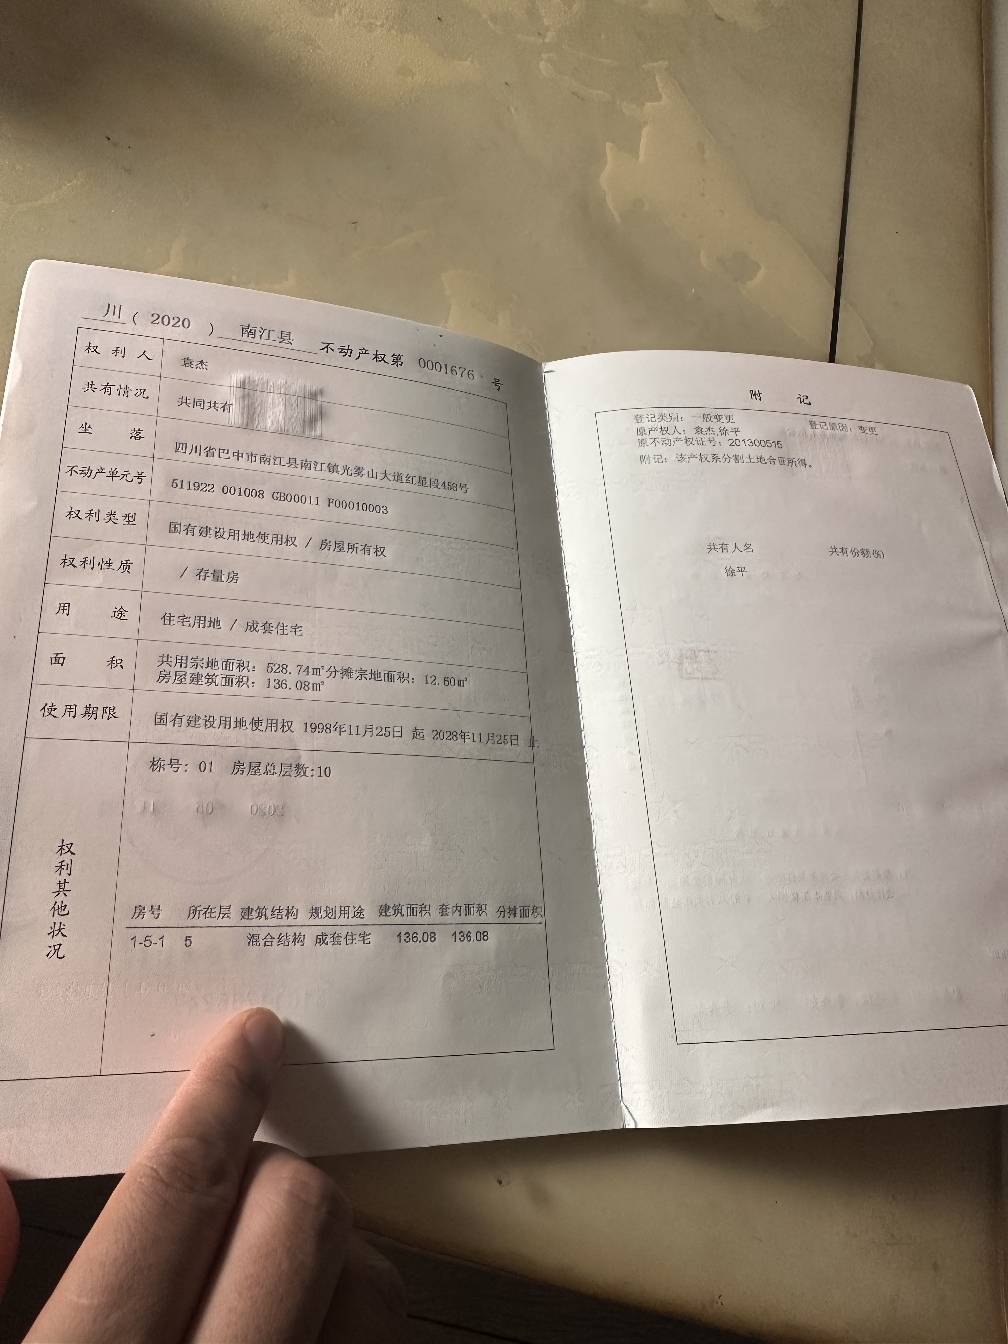 川(2020)南江县不动产权第 0001676 号
权利人 袁杰
共有情况 共同共有
坐落 四川省巴中市南江县南江镇光雾山大道红星段458号
不动产单元号 511922 001008 GB00011 F00010003
权利类型 国有建设用地使用权 / 房屋所有权
权利性质 / 存量房
用途 住宅用地 / 成套住宅
面积 共用宗地面积：528.74㎡分摊宗地面积：12.60㎡
房屋建筑面积：136.08㎡
使用期限 国有建设用地使用权 1998年11月25日 起 2028年11月25日 止
权利其他状况
栋号: 01 房屋总层数:10
房号 所在层 建筑结构 规划用途 建筑面积 套内面积 分摊面积
1-5-1 5 混合结构 成套住宅 136.08 136.08
附记
登记类别：一般变更 登记原因：变更
原产权人：袁杰,徐平
原不动产权证号：201300515
附记：该产权系分割土地合证所得。
共有人名 共有份额(%)
徐平